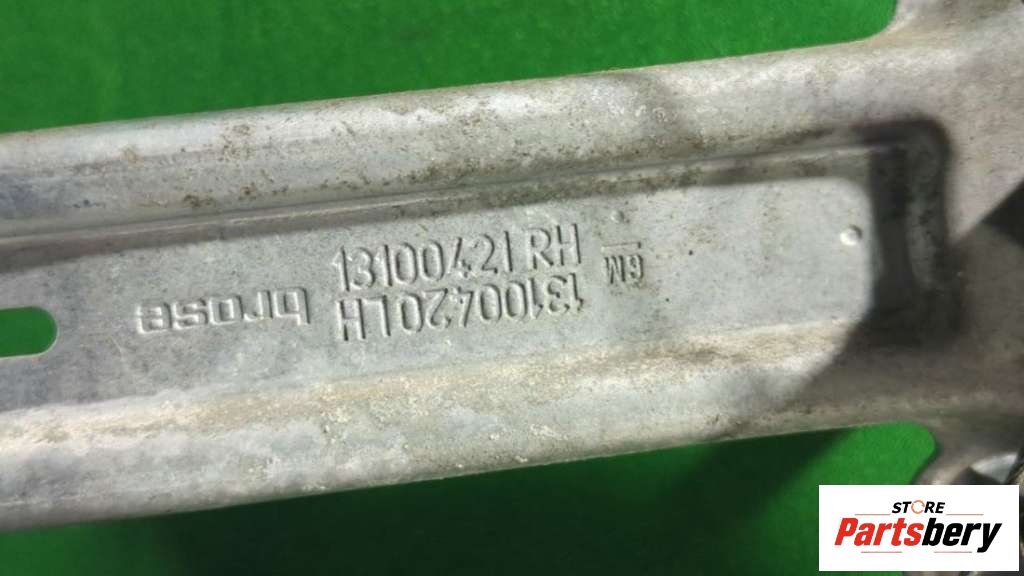 13100421 RH
13100420 LH
GM
brose
STORE
Partsbery